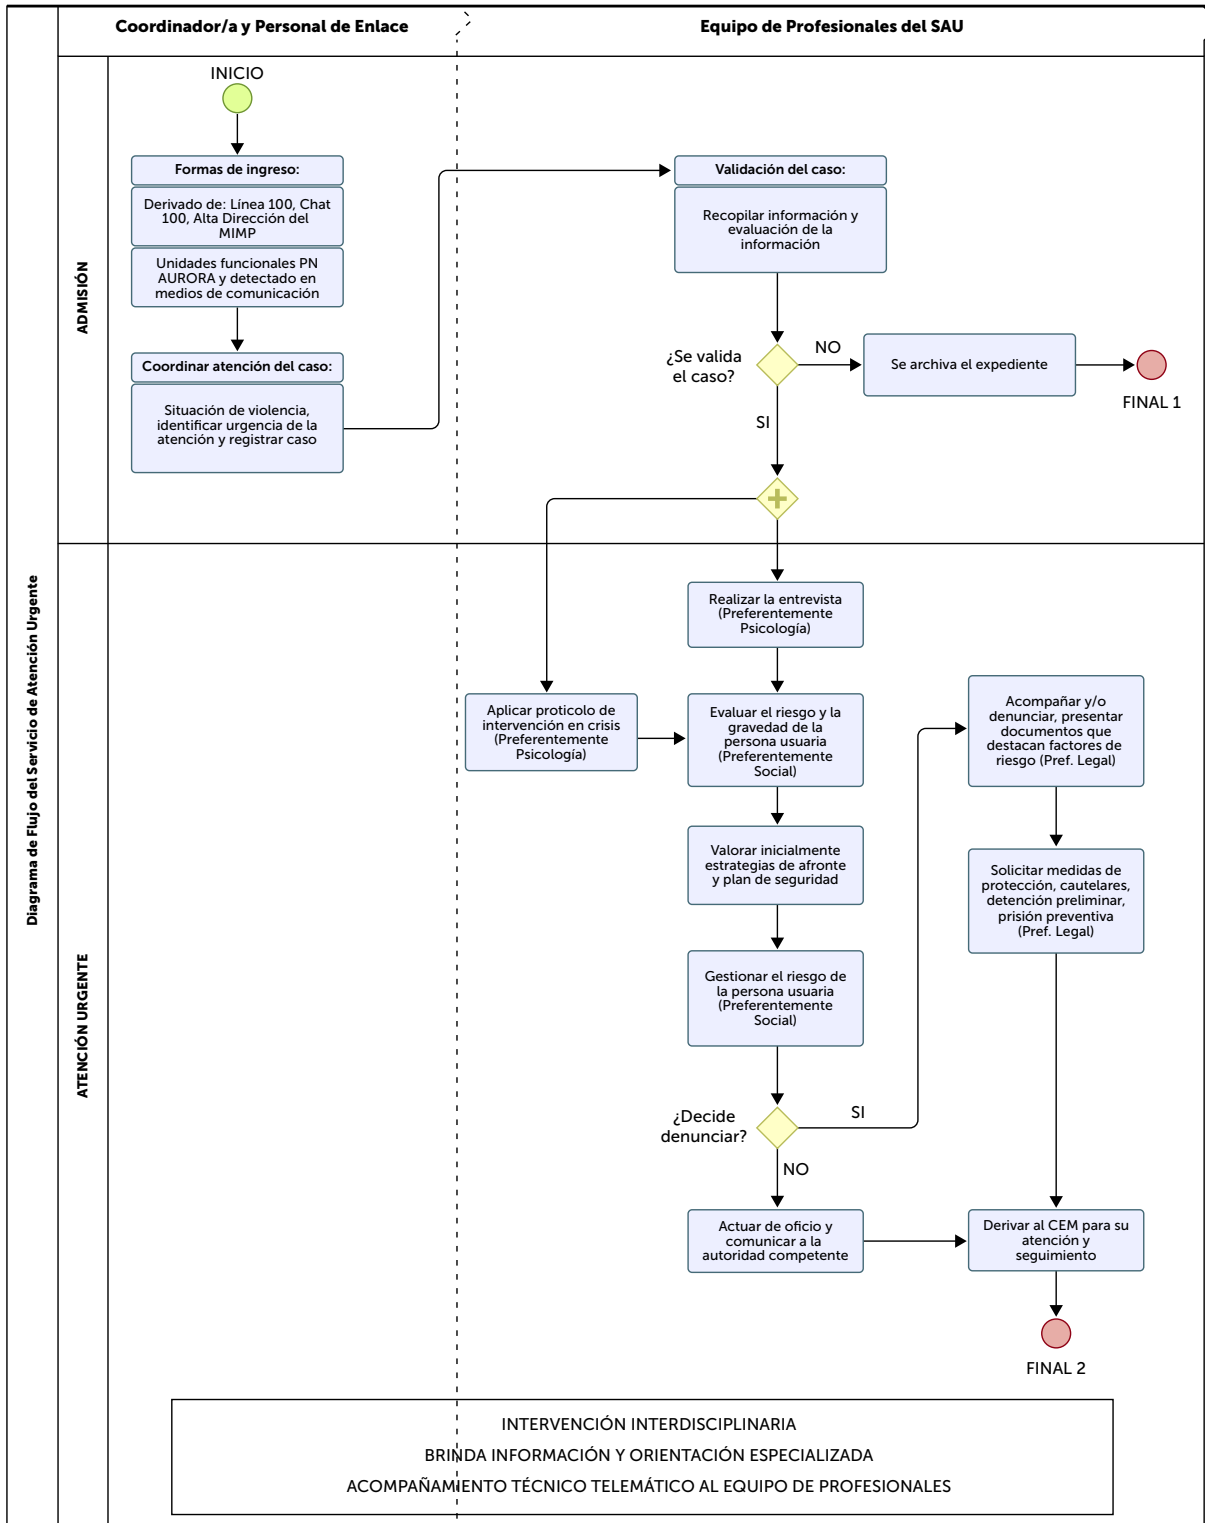 Coordinador/a y Personal de Enlace
Equipo de Profesionales del SAU
Diagrama de Flujo del Servicio de Atención Urgente
ADMISIÓN
INICIO
Formas de ingreso:
Derivado de: Línea 100, Chat
100, Alta Dirección del
MIMP
Unidades funcionales PN
AURORA y detectado en
medios de comunicación
Coordinar atención del caso:
Situación de violencia,
identificar urgencia de la
atención y registrar caso
Validación del caso:
Recopilar información y
evaluación de la
información
¿Se valida
el caso?
NO
Se archiva el expediente
FINAL 1
SI
ATENCIÓN URGENTE
Realizar la entrevista
(Preferentemente
Psicología)
Aplicar proticolo de
intervención en crisis
(Preferentemente
Psicología)
Evaluar el riesgo y la
gravedad de la
persona usuaria
(Preferentemente
Social)
Acompañar y/o
denunciar, presentar
documentos que
destacan factores de
riesgo (Pref. Legal)
Valorar inicialmente
estrategias de afronte
y plan de seguridad
Solicitar medidas de
protección, cautelares,
detención preliminar,
prisión preventiva
(Pref. Legal)
Gestionar el riesgo de
la persona usuaria
(Preferentemente
Social)
¿Decide
denunciar?
SI
NO
Actuar de oficio y
comunicar a la
autoridad competente
Derivar al CEM para su
atención y
seguimiento
FINAL 2
INTERVENCIÓN INTERDISCIPLINARIA
BRINDA INFORMACIÓN Y ORIENTACIÓN ESPECIALIZADA
ACOMPAÑAMIENTO TÉCNICO TELEMÁTICO AL EQUIPO DE PROFESIONALES